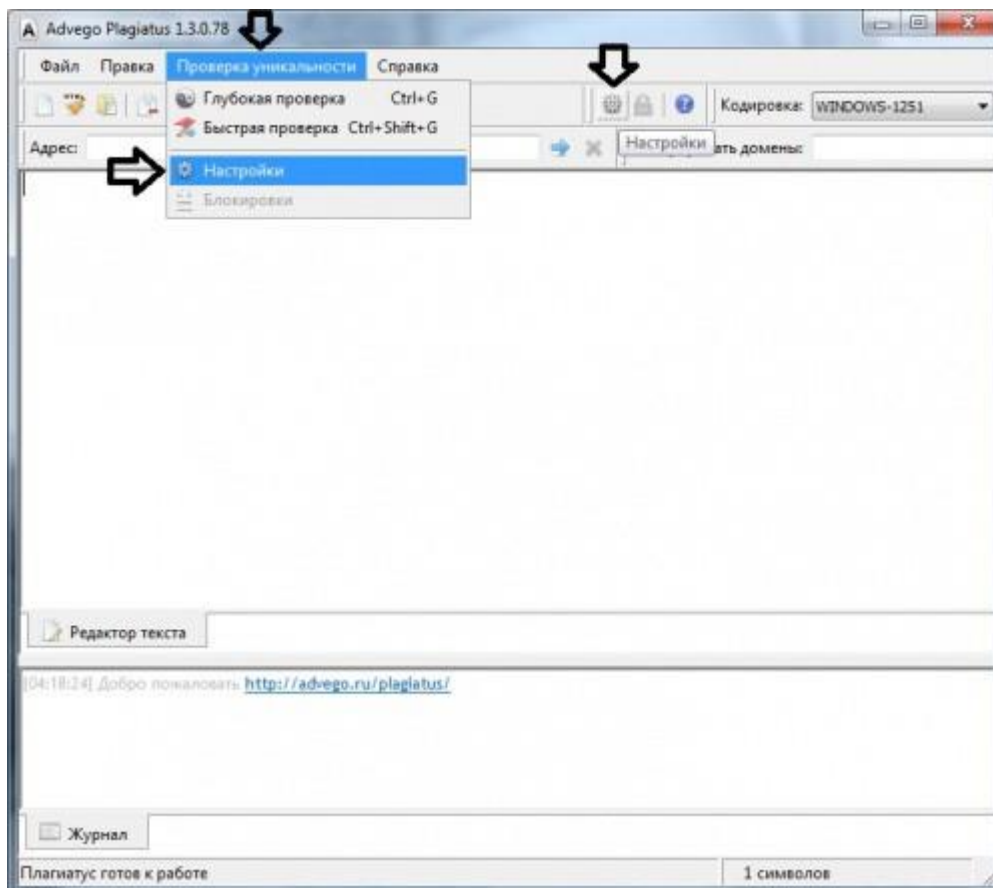 Advego Plagiatus 1.3.0.78
Файл Правка Проверка уникальности Справка
Глубокая проверка Ctrl+G
Быстрая проверка Ctrl+Shift+G
Настройки
Блокировки
Кодировка: WINDOWS-1251
Адрес:
Настройки
ать домены:
Редактор текста
[04:18:24] Добро пожаловать http://advego.ru/plagiatus/
Журнал
Плагиатус готов к работе 1 символов